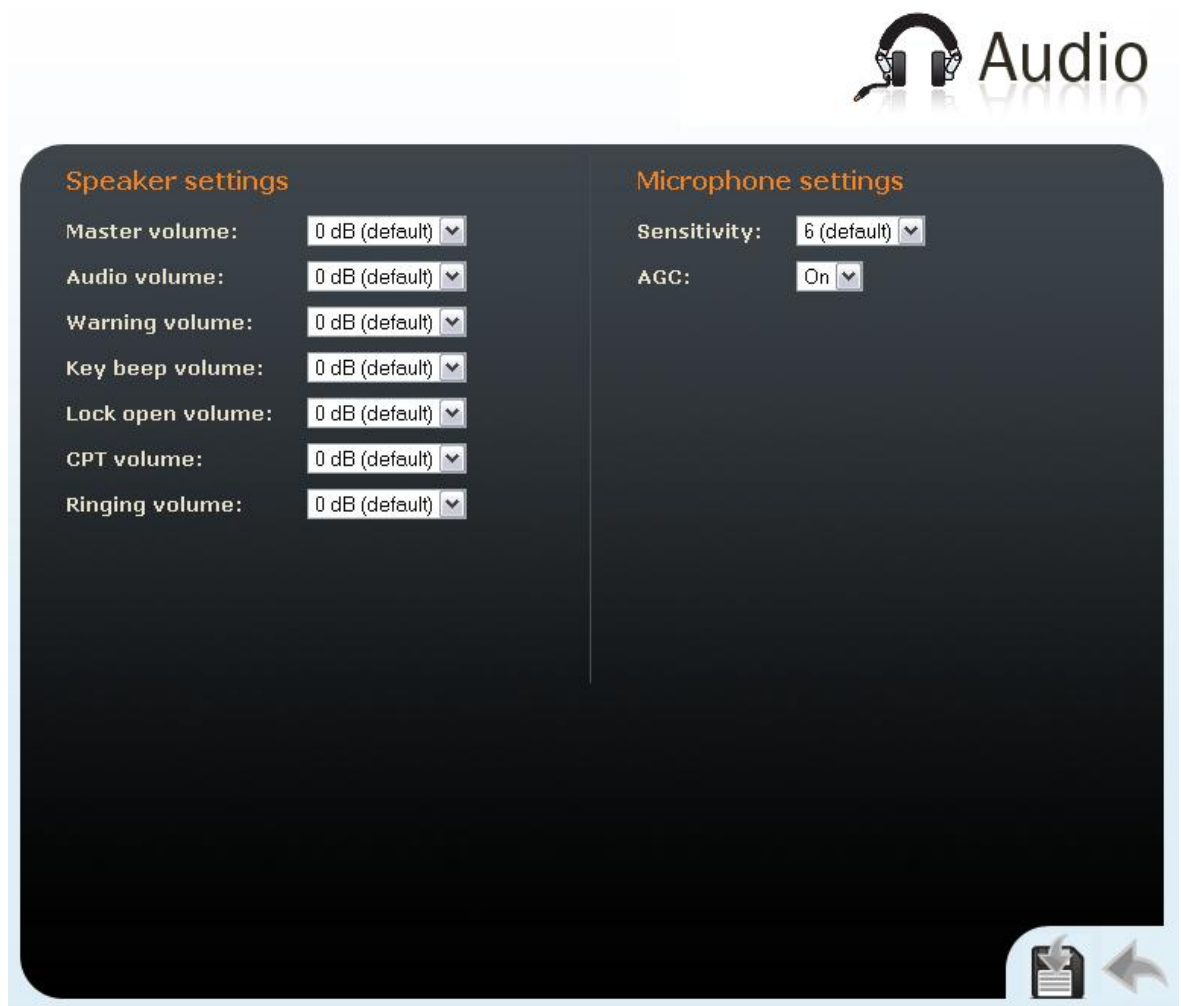 Audio
Speaker settings
Master volume: 0 dB (default)
Audio volume: 0 dB (default)
Warning volume: 0 dB (default)
Key beep volume: 0 dB (default)
Lock open volume: 0 dB (default)
CPT volume: 0 dB (default)
Ringing volume: 0 dB (default)
Microphone settings
Sensitivity: 6 (default)
AGC: On